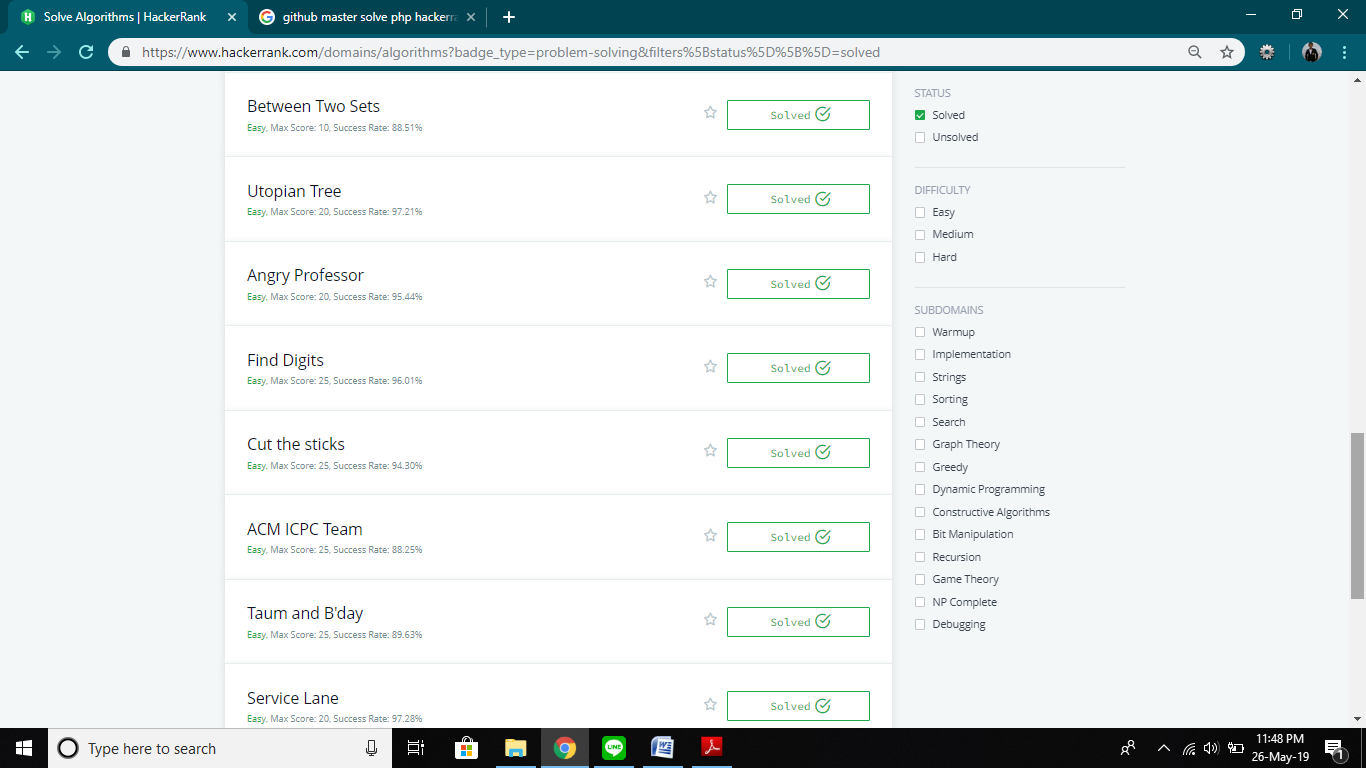 Solve Algorithms | HackerRank
github master solve php hackerra
https://www.hackerrank.com/domains/algorithms?badge_type=problem-solving&filters%5Bstatus%5D%5B%5D=solved
Between Two Sets
Easy, Max Score: 10, Success Rate: 88.51%
Solved
Utopian Tree
Easy, Max Score: 20, Success Rate: 97.21%
Solved
Angry Professor
Easy, Max Score: 20, Success Rate: 95.44%
Solved
Find Digits
Easy, Max Score: 25, Success Rate: 96.01%
Solved
Cut the sticks
Easy, Max Score: 25, Success Rate: 94.30%
Solved
ACM ICPC Team
Easy, Max Score: 25, Success Rate: 88.25%
Solved
Taum and B'day
Easy, Max Score: 25, Success Rate: 89.63%
Solved
Service Lane
Easy, Max Score: 20, Success Rate: 97.28%
Solved
STATUS
Solved
Unsolved
DIFFICULTY
Easy
Medium
Hard
SUBDOMAINS
Warmup
Implementation
Strings
Sorting
Search
Graph Theory
Greedy
Dynamic Programming
Constructive Algorithms
Bit Manipulation
Recursion
Game Theory
NP Complete
Debugging
Type here to search
LINE
11:48 PM
26-May-19
1